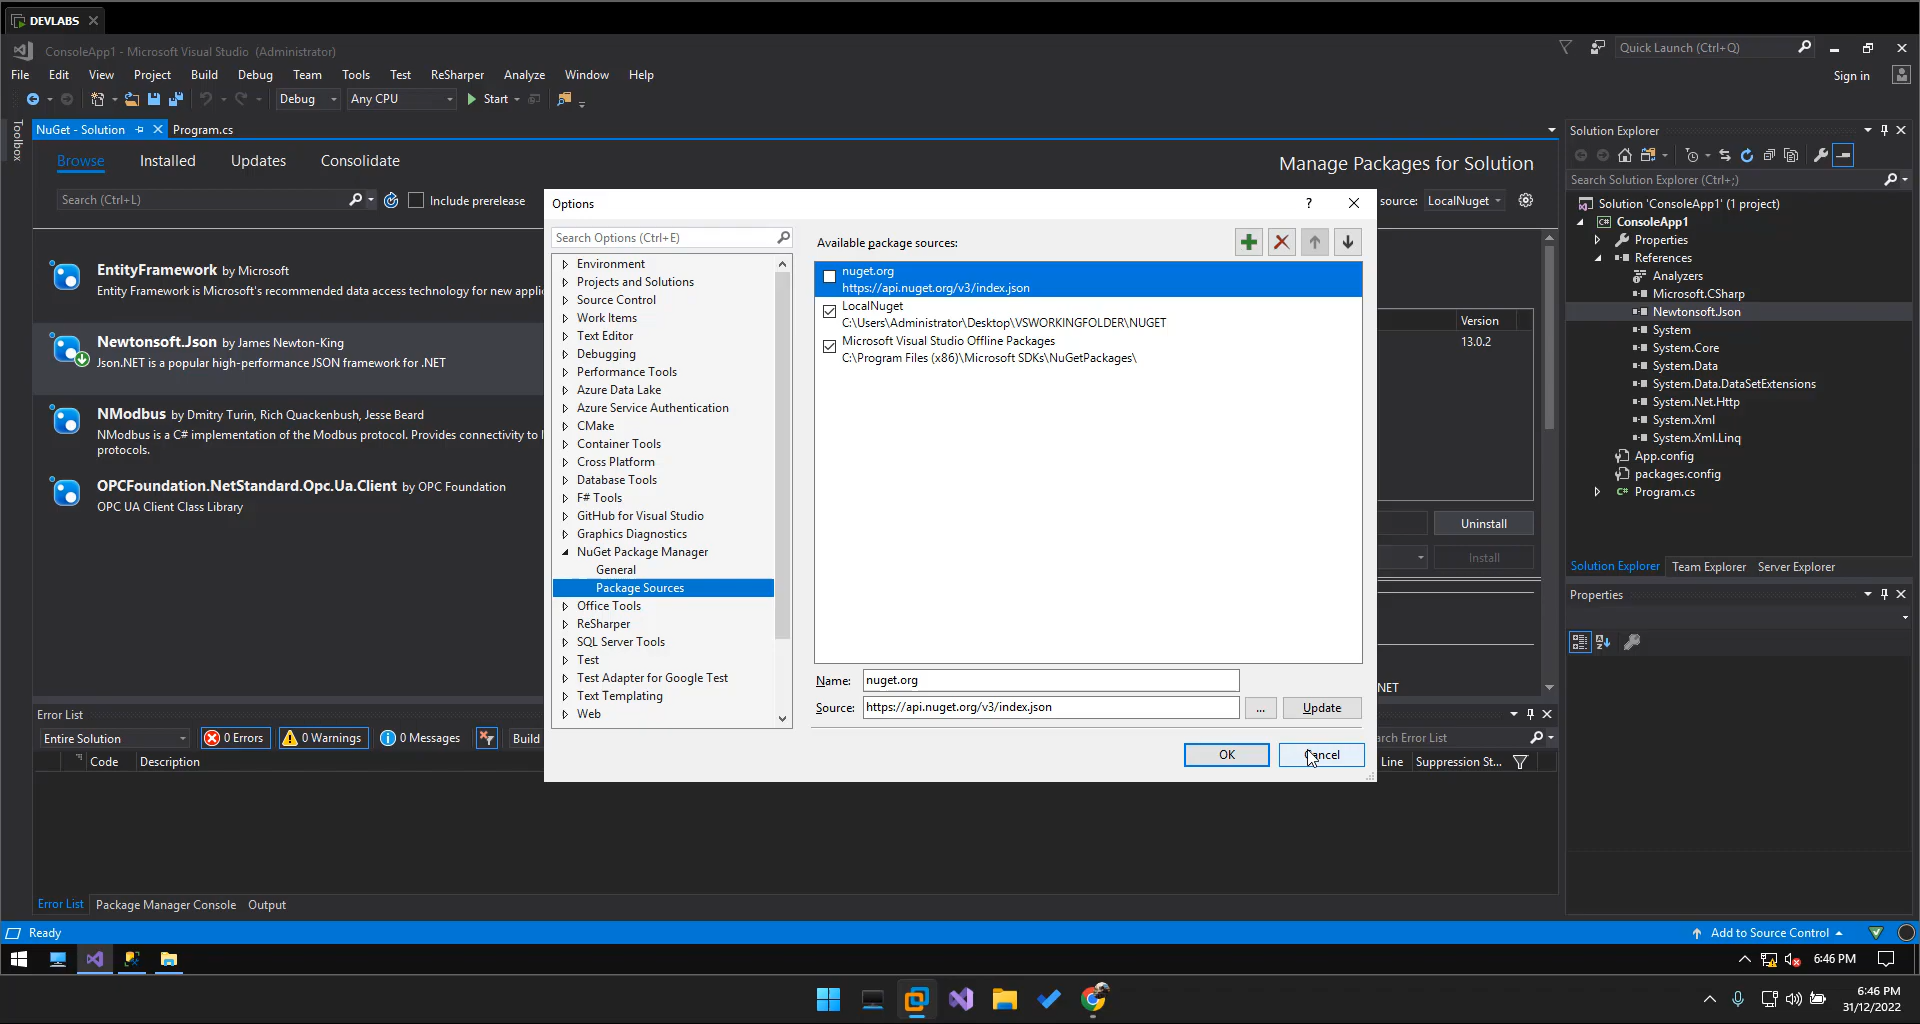 DEVLABS
ConsoleApp1 - Microsoft Visual Studio (Administrator)
Quick Launch (Ctrl+Q)
File Edit View Project Build Debug Team Tools Test ReSharper Analyze Window Help
Sign in
Debug Any CPU Start
Toolbox
NuGet - Solution Program.cs
Browse Installed Updates Consolidate
Manage Packages for Solution
Search (Ctrl+L) Include prerelease
source: LocalNuget
EntityFramework by Microsoft
Entity Framework is Microsoft's recommended data access technology for new
Newtonsoft.Json by James Newton-King
Json.NET is a popular high-performance JSON framework for .NET
NModbus by Dmitry Turin, Rich Quackenbush, Jesse Beard
NModbus is a C# implementation of the Modbus protocol. Provides connectivity to
protocols.
OPCFoundation.NetStandard.Opc.Ua.Client by OPC Foundation
OPC UA Client Class Library
Options
?
Search Options (Ctrl+E)
Environment
Projects and Solutions
Source Control
Work Items
Text Editor
Debugging
Performance Tools
Azure Data Lake
Azure Service Authentication
CMake
Container Tools
Cross Platform
Database Tools
F# Tools
GitHub for Visual Studio
Graphics Diagnostics
NuGet Package Manager
General
Package Sources
Office Tools
ReSharper
SQL Server Tools
Test
Test Adapter for Google Test
Text Templating
Web
Available package sources:
nuget.org
https://api.nuget.org/v3/index.json
LocalNuget
C:\Users\Administrator\Desktop\VSWORKINGFOLDER\NUGET
Microsoft Visual Studio Offline Packages
C:\Program Files (x86)\Microsoft SDKs\NuGetPackages\
Name: nuget.org
Source: https://api.nuget.org/v3/index.json ... Update
OK
Version
13.0.2
Uninstall
Install
.NET
Solution Explorer
Search Solution Explorer (Ctrl+;)
Solution 'ConsoleApp1' (1 project)
C# ConsoleApp1
Properties
References
Analyzers
Microsoft.CSharp
Newtonsoft.Json
System
System.Core
System.Data
System.Data.DataSetExtensions
System.Net.Http
System.Xml
System.Xml.Linq
App.config
packages.config
C# Program.cs
Solution Explorer Team Explorer Server Explorer
Properties
Error List
Entire Solution 0 Errors 0 Warnings 0 Messages Build
Error List
Code Description
Line Suppression St...
Error List Package Manager Console Output
Ready
Add to Source Control
6:46 PM
6:46 PM
31/12/2022